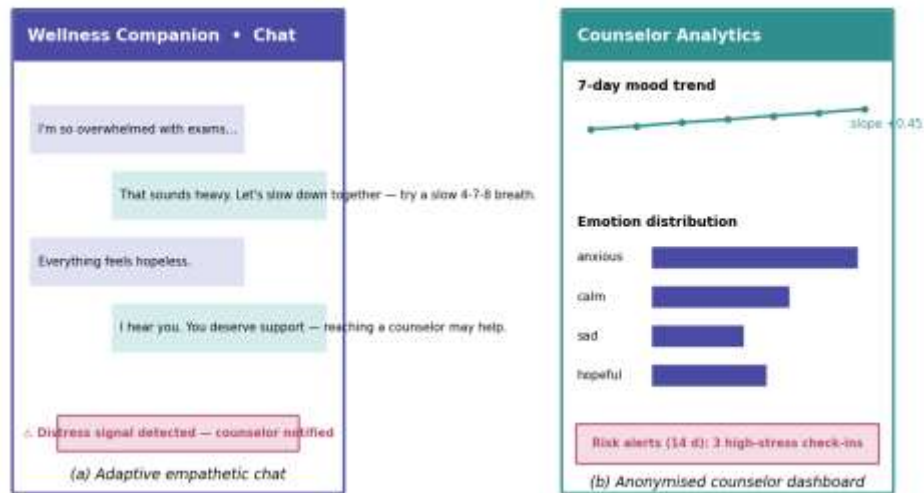 Wellness Companion • Chat
I'm so overwhelmed with exams...
That sounds heavy. Let's slow down together — try a slow 4-7-8 breath.
Everything feels hopeless.
I hear you. You deserve support — reaching a counselor may help.
⚠ Distress signal detected — counselor notified
(a) Adaptive empathetic chat
Counselor Analytics
7-day mood trend
slope +0.45
Emotion distribution
anxious
calm
sad
hopeful
Risk alerts (14 d): 3 high-stress check-ins
(b) Anonymised counselor dashboard